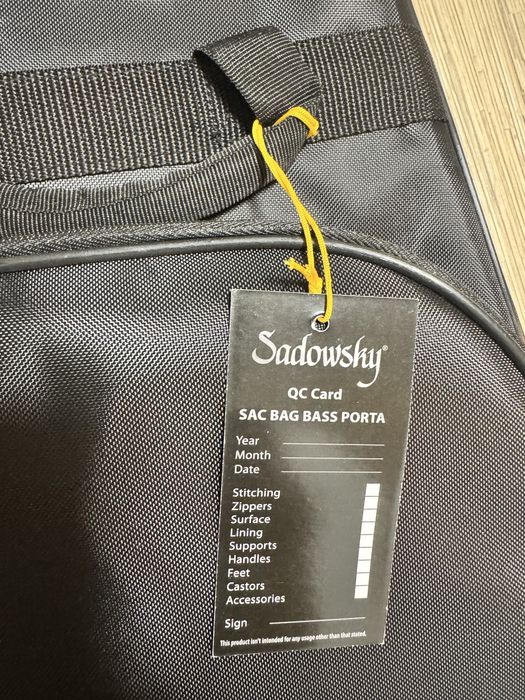 Sadowsky®
QC Card
SAC BAG BASS PORTA
Year
Month
Date
Stitching
Zippers
Surface
Lining
Supports
Handles
Feet
Castors
Accessories
Sign
This product isn't intended for any usage other than that stated.